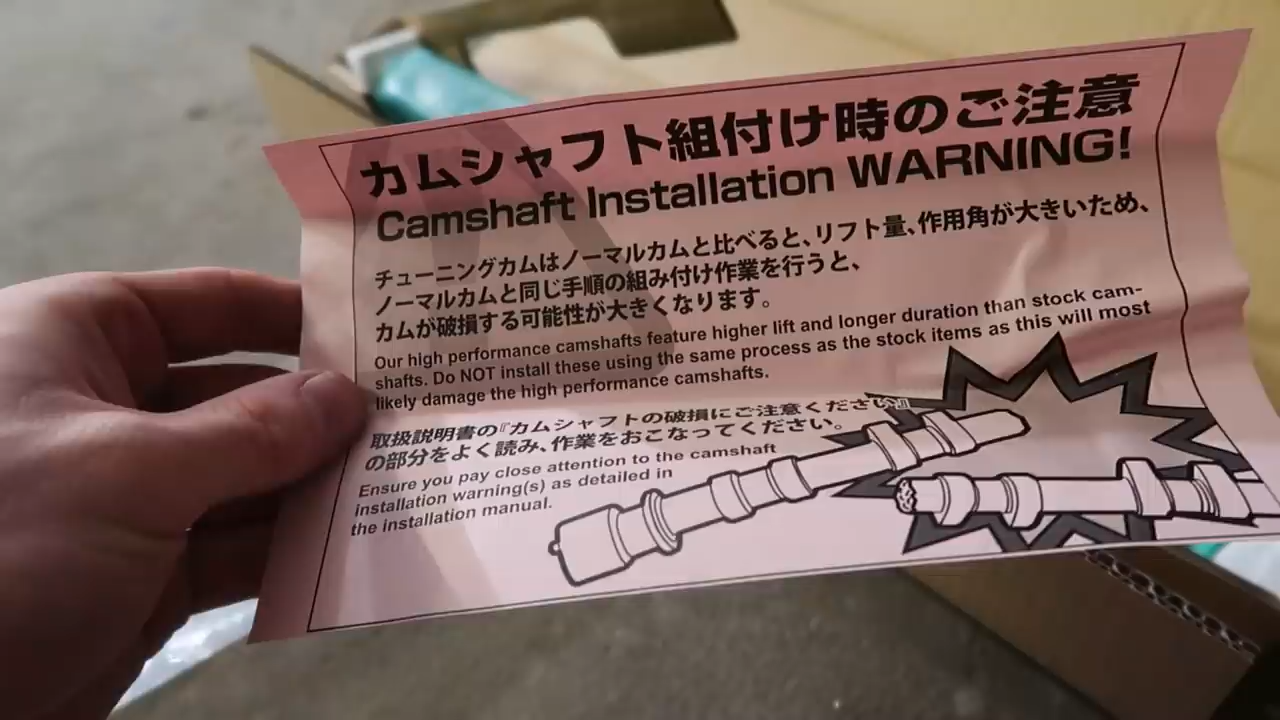 カムシャフト組付け時のご注意
Camshaft Installation WARNING!
チューニングカムはノーマルカムと比べると、リフト量、作用角が大きいため、
ノーマルカムと同じ手順の組み付け作業を行うと、
カムが破損する可能性が大きくなります。
Our high performance camshafts feature higher lift and longer duration than stock cam-
shafts. Do NOT install these using the same process as the stock items as this will most
likely damage the high performance camshafts.
取扱説明書の『カムシャフトの破損にご注意ください』
の部分をよく読み、作業をおこなってください。
Ensure you pay close attention to the camshaft
installation warning(s) as detailed in
the installation manual.